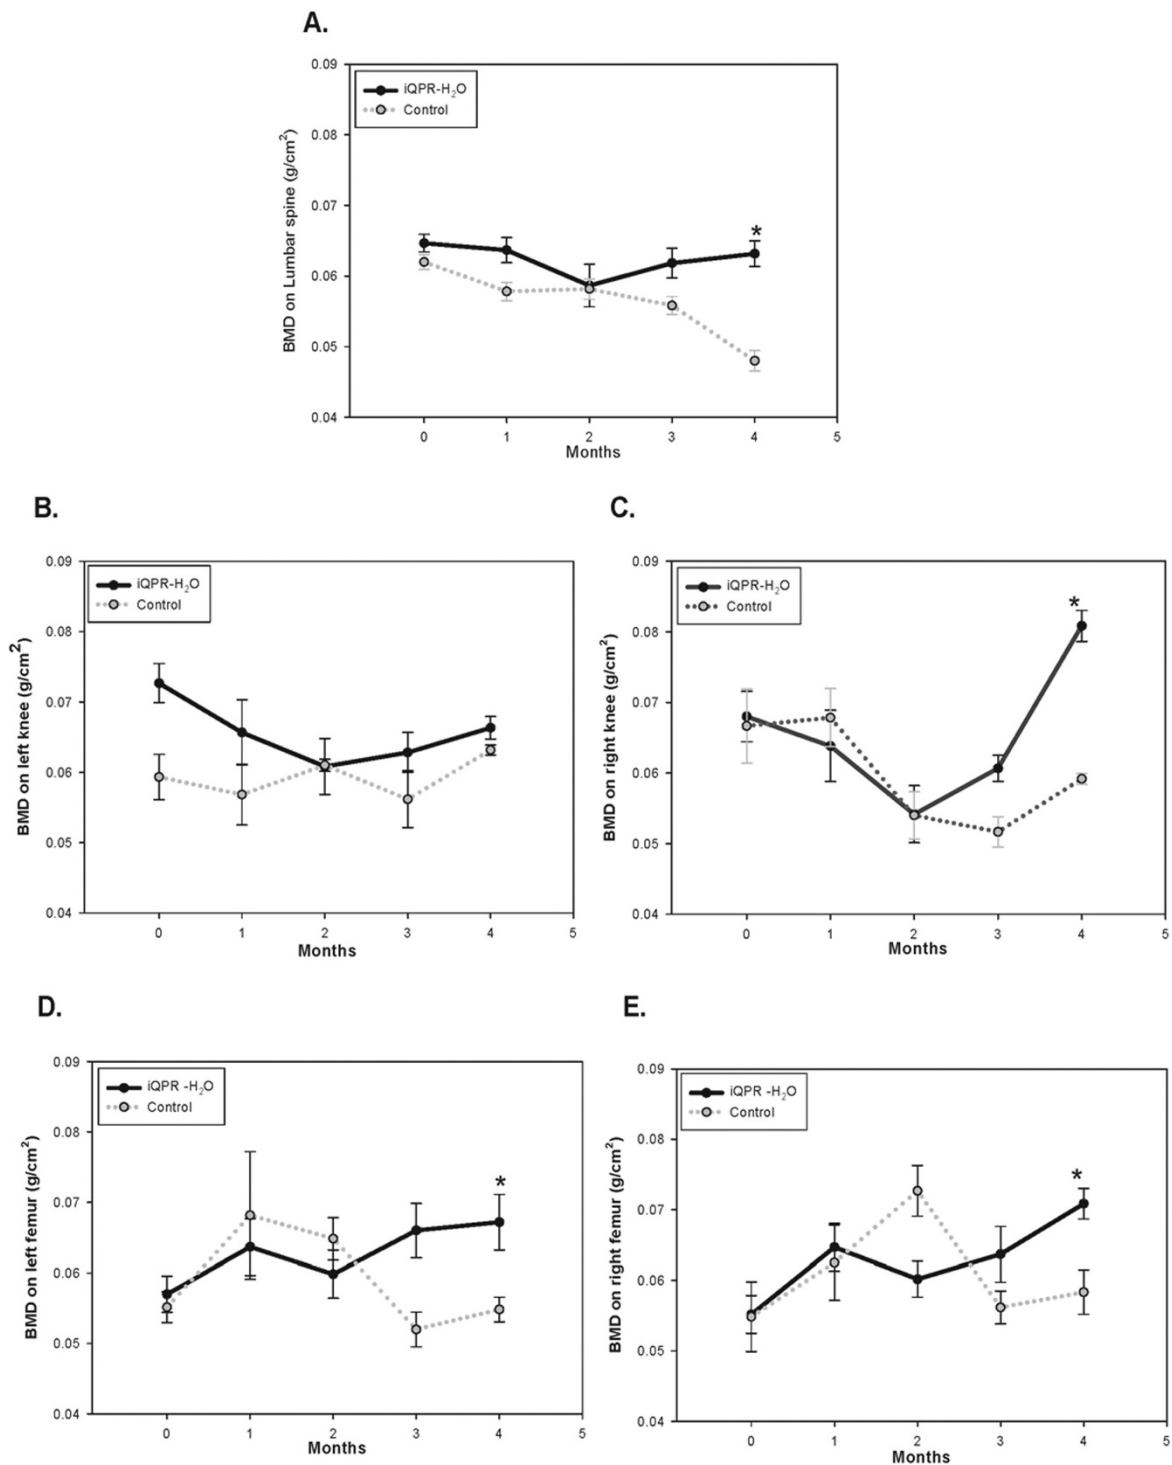 A.
0.09
0.08
0.07
0.06
0.05
0.04
BMD on Lumbar spine (g/cm²)
iQPR-H₂O
Control
*
0 1 2 3 4 5
Months
B.
0.09
0.08
0.07
0.06
0.05
0.04
BMD on left knee (g/cm²)
iQPR-H₂O
Control
0 1 2 3 4 5
Months
C.
0.09
0.08
0.07
0.06
0.05
0.04
BMD on right knee (g/cm²)
iQPR-H₂O
Control
*
0 1 2 3 4 5
Months
D.
0.09
0.08
0.07
0.06
0.05
0.04
BMD on left femur (g/cm²)
iQPR -H₂O
Control
*
0 1 2 3 4 5
Months
E.
0.09
0.08
0.07
0.06
0.05
0.04
BMD on right femur (g/cm²)
iQPR -H₂O
Control
*
0 1 2 3 4 5
Months